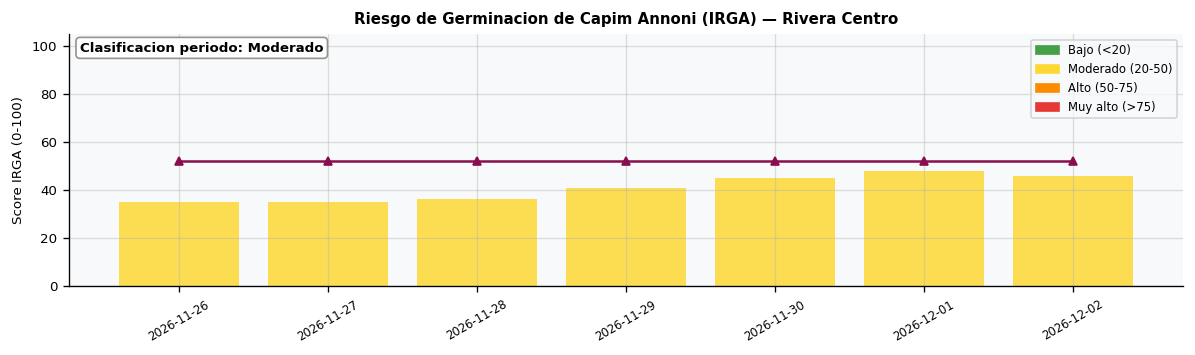 Riesgo de Germinacion de Capim Annoni (IRGA) — Rivera Centro
Clasificacion periodo: Moderado
Bajo (<20)
Moderado (20-50)
Alto (50-75)
Muy alto (>75)
Score IRGA (0-100)
100
80
60
40
20
0
2026-11-26
2026-11-27
2026-11-28
2026-11-29
2026-11-30
2026-12-01
2026-12-02